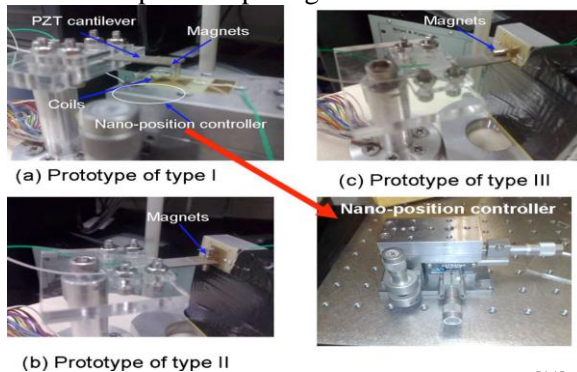 PZT cantilever
Magnets
Coils
Nano-position controller
(a) Prototype of type I
Magnets
(c) Prototype of type III
Magnets
(b) Prototype of type II
Nano-position controller